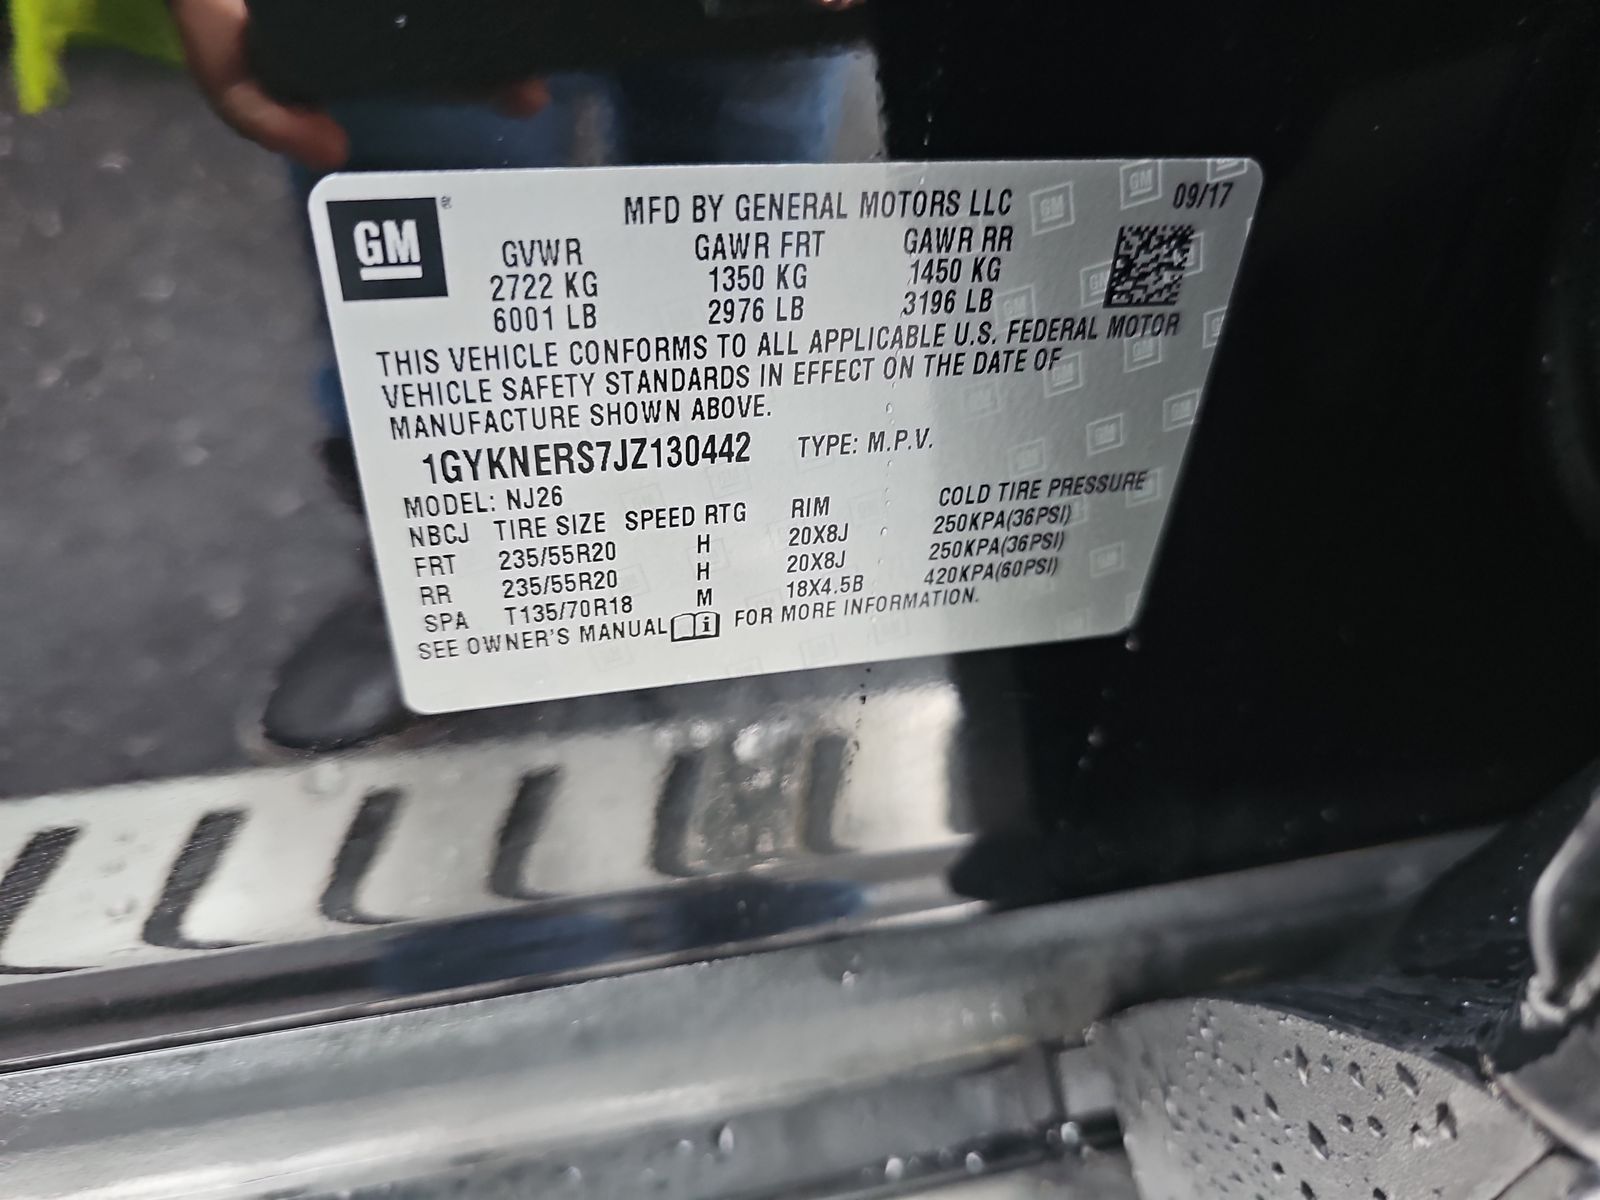 GM
MFD BY GENERAL MOTORS LLC 09/17
GVWR GAWR FRT GAWR RR
2722 KG 1350 KG 1450 KG
6001 LB 2976 LB 3196 LB
THIS VEHICLE CONFORMS TO ALL APPLICABLE U.S. FEDERAL MOTOR
VEHICLE SAFETY STANDARDS IN EFFECT ON THE DATE OF
MANUFACTURE SHOWN ABOVE.
1GYKNERS7JZ130442 TYPE: M.P.V.
MODEL: NJ26
NBCJ TIRE SIZE SPEED RTG RIM COLD TIRE PRESSURE
FRT 235/55R20 H 20X8J 250KPA(36PSI)
RR 235/55R20 H 20X8J 250KPA(36PSI)
SPA T135/70R18 M 18X4.5B 420KPA(60PSI)
SEE OWNER'S MANUAL i FOR MORE INFORMATION.